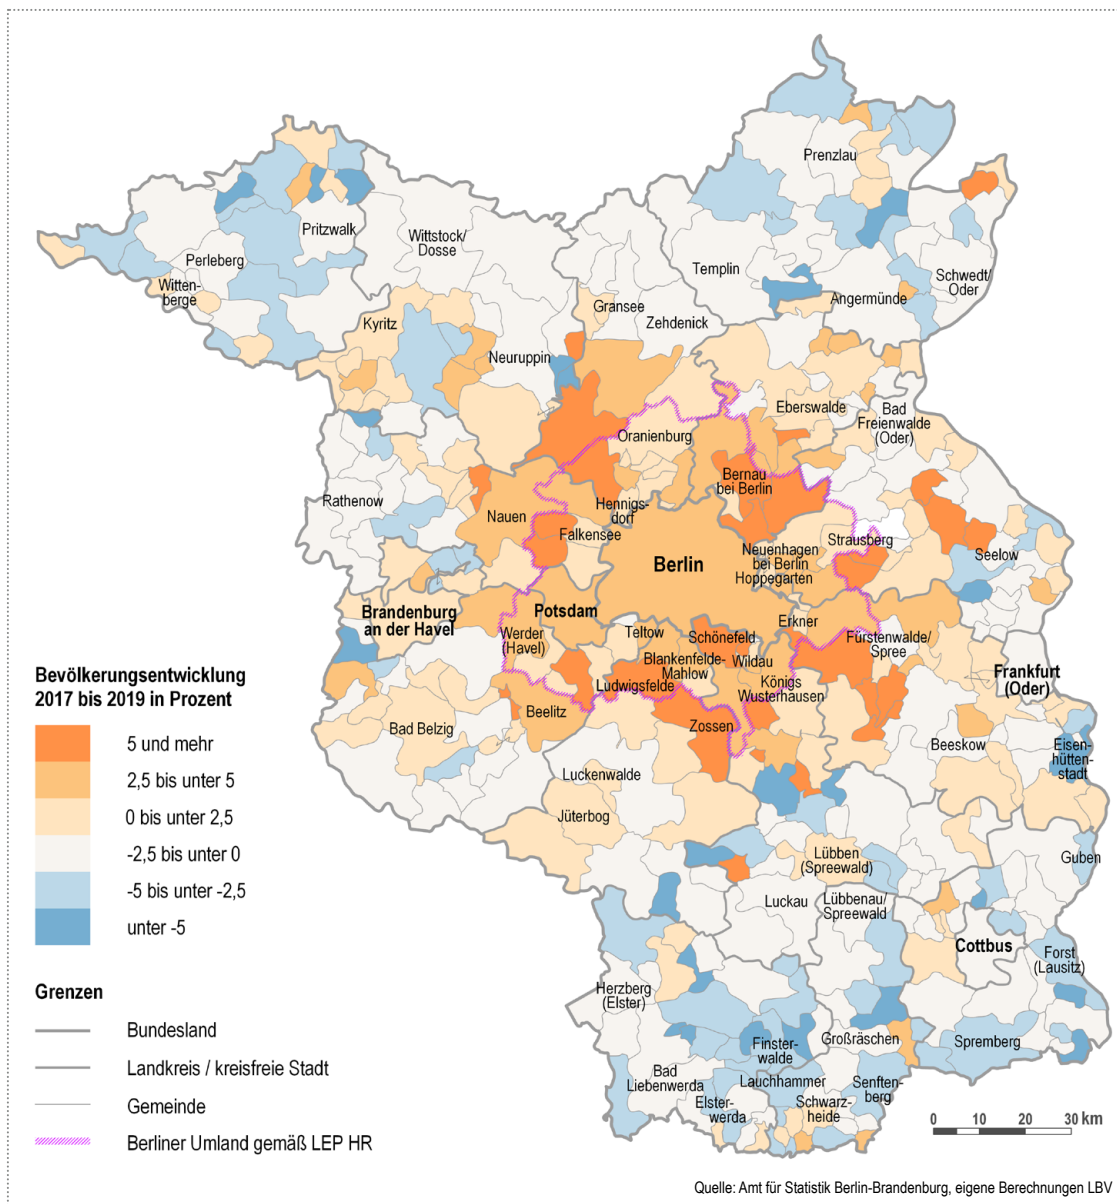 Prenzlau
Pritzwalk
Wittstock/
Dosse
Perleberg
Templin
Schwedt/
Oder
Witten-
berge
Angermünde
Gransee
Kyritz
Zehdenick
Neuruppin
Eberswalde
Bad
Freienwalde
(Oder)
Oranienburg
Bernau
bei Berlin
Rathenow
Hennigs-
dorf
Nauen
Falkensee
Strausberg
Neuenhagen
bei Berlin
Hoppegarten
Seelow
Berlin
Brandenburg
an der Havel
Potsdam
Erkner
Werder
(Havel)
Teltow
Schönefeld
Fürstenwalde/
Spree
Blankenfelde-
Mahlow
Wildau
Frankfurt
(Oder)
Ludwigsfelde
Königs
Wusterhausen
Beelitz
Zossen
Bad Belzig
Beeskow
Eisen-
hütten-
stadt
Luckenwalde
Jüterbog
Lübben
(Spreewald)
Guben
Luckau
Lübbenau/
Spreewald
Cottbus
Forst
(Lausitz)
Herzberg
(Elster)
Finster-
walde
Großräschen
Spremberg
Bad
Liebenwerda
Lauchhammer
Senften-
berg
Elster-
werda
Schwarz-
heide
Bevölkerungsentwicklung
2017 bis 2019 in Prozent
5 und mehr
2,5 bis unter 5
0 bis unter 2,5
-2,5 bis unter 0
-5 bis unter -2,5
unter -5
Grenzen
Bundesland
Landkreis / kreisfreie Stadt
Gemeinde
Berliner Umland gemäß LEP HR
0 10 20 30 km
Quelle: Amt für Statistik Berlin-Brandenburg, eigene Berechnungen LBV